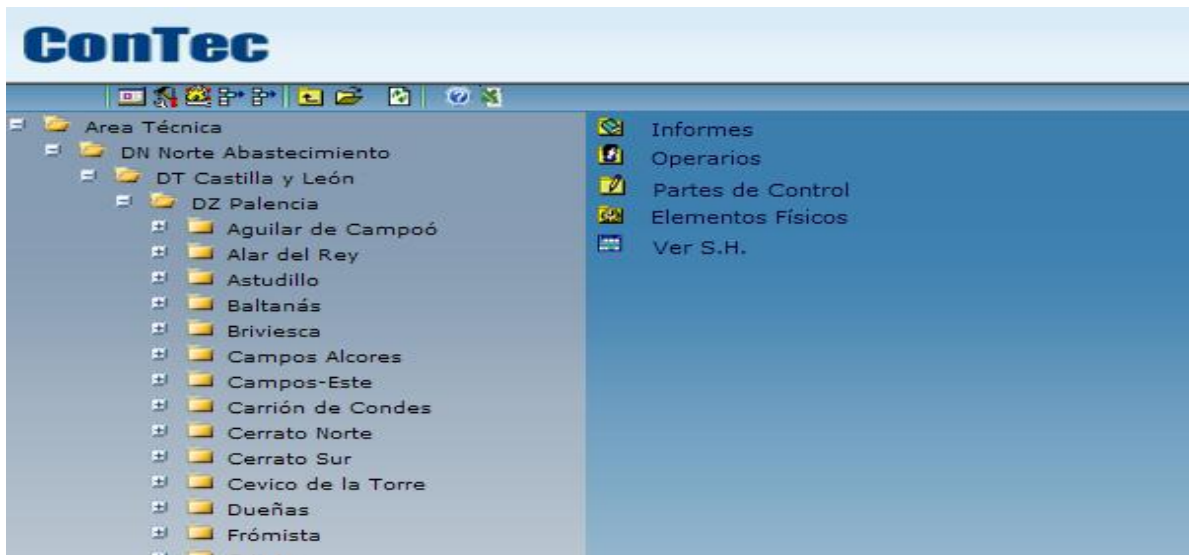 ConTec
Area Técnica
DN Norte Abastecimiento
DT Castilla y León
DZ Palencia
Aguilar de Campoó
Alar del Rey
Astudillo
Baltanás
Briviesca
Campos Alcores
Campos-Este
Carrión de Condes
Cerrato Norte
Cerrato Sur
Cevico de la Torre
Dueñas
Frómista
Informes
Operarios
Partes de Control
Elementos Físicos
Ver S.H.